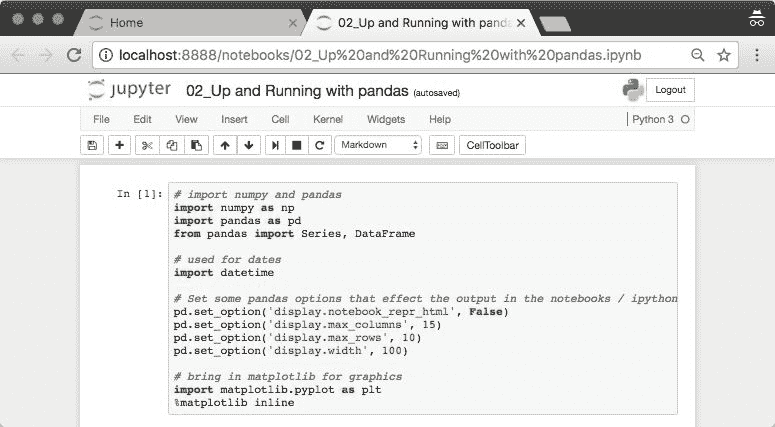 Home
02_Up and Running with panda
localhost:8888/notebooks/02_Up%20and%20Running%20with%20pandas.ipynb
jupyter 02_Up and Running with pandas (autosaved)
Logout
File Edit View Insert Cell Kernel Widgets Help Python 3
Markdown CellToolbar
In [1]:
# import numpy and pandas
import numpy as np
import pandas as pd
from pandas import Series, DataFrame
# used for dates
import datetime
# Set some pandas options that effect the output in the notebooks / ipython
pd.set_option('display.notebook_repr_html', False)
pd.set_option('display.max_columns', 15)
pd.set_option('display.max_rows', 10)
pd.set_option('display.width', 100)
# bring in matplotlib for graphics
import matplotlib.pyplot as plt
%matplotlib inline